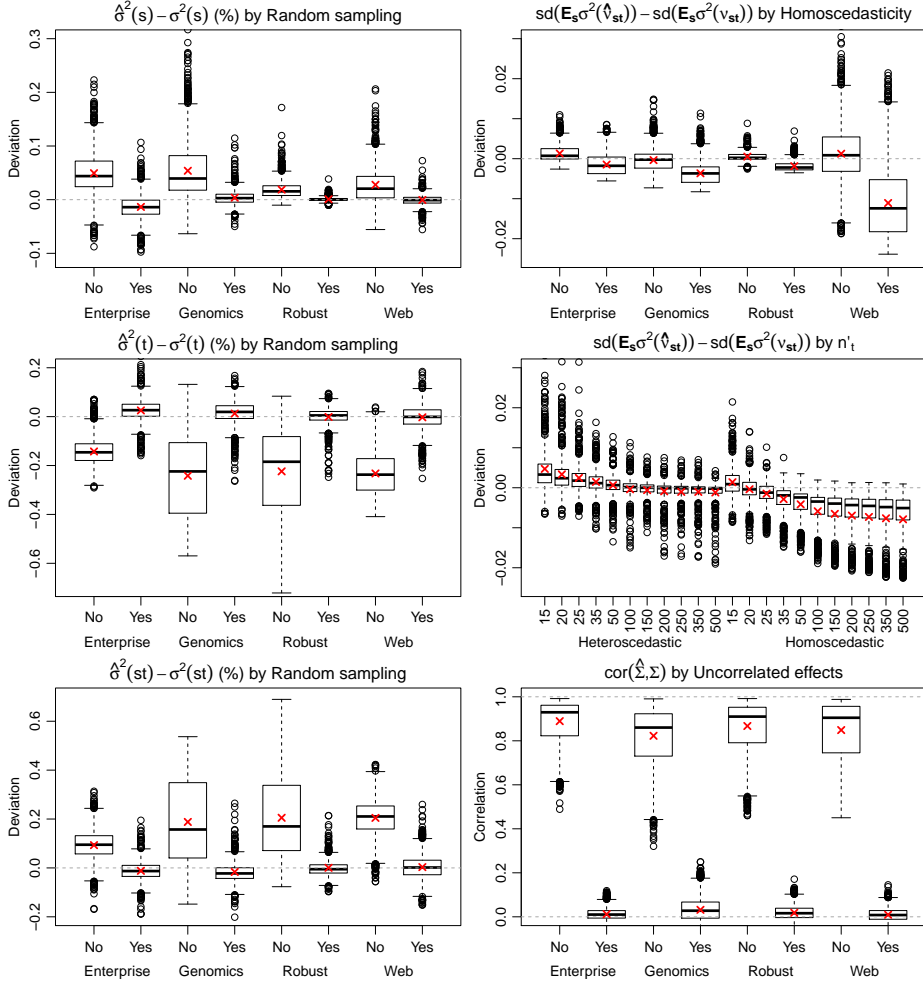 σ̂²(s) − σ²(s) (%) by Random sampling
Deviation
0.3
0.2
0.1
0.0
−0.1
No Yes No Yes No Yes No Yes
Enterprise Genomics Robust Web
sd(E_sσ²(ν̂_st)) − sd(E_sσ²(ν_st)) by Homoscedasticity
Deviation
0.02
0.00
−0.02
No Yes No Yes No Yes No Yes
Enterprise Genomics Robust Web
σ̂²(t) − σ²(t) (%) by Random sampling
Deviation
0.2
0.0
−0.2
−0.4
−0.6
No Yes No Yes No Yes No Yes
Enterprise Genomics Robust Web
sd(E_sσ²(ν̂_st)) − sd(E_sσ²(ν_st)) by n'_t
Deviation
0.02
0.00
−0.02
15 20 25 35 50 100 150 200 250 350 500 15 20 25 35 50 100 150 200 250 350 500
Heteroscedastic Homoscedastic
σ̂²(st) − σ²(st) (%) by Random sampling
Deviation
0.6
0.4
0.2
0.0
−0.2
No Yes No Yes No Yes No Yes
Enterprise Genomics Robust Web
cor(Σ̂,Σ) by Uncorrelated effects
Correlation
1.0
0.8
0.6
0.4
0.2
0.0
No Yes No Yes No Yes No Yes
Enterprise Genomics Robust Web